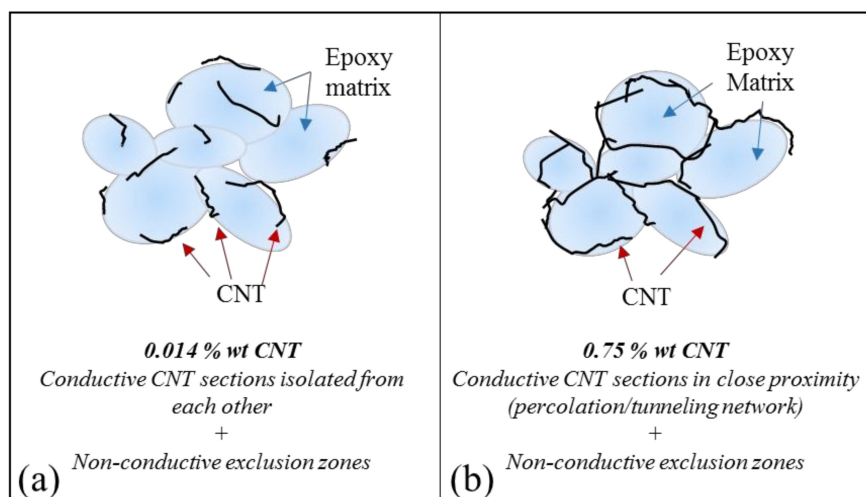 Epoxy
matrix
CNT
0.014 % wt CNT
Conductive CNT sections isolated from
each other
+
Non-conductive exclusion zones
(a)
Epoxy
Matrix
CNT
0.75 % wt CNT
Conductive CNT sections in close proximity
(percolation/tunneling network)
+
Non-conductive exclusion zones
(b)